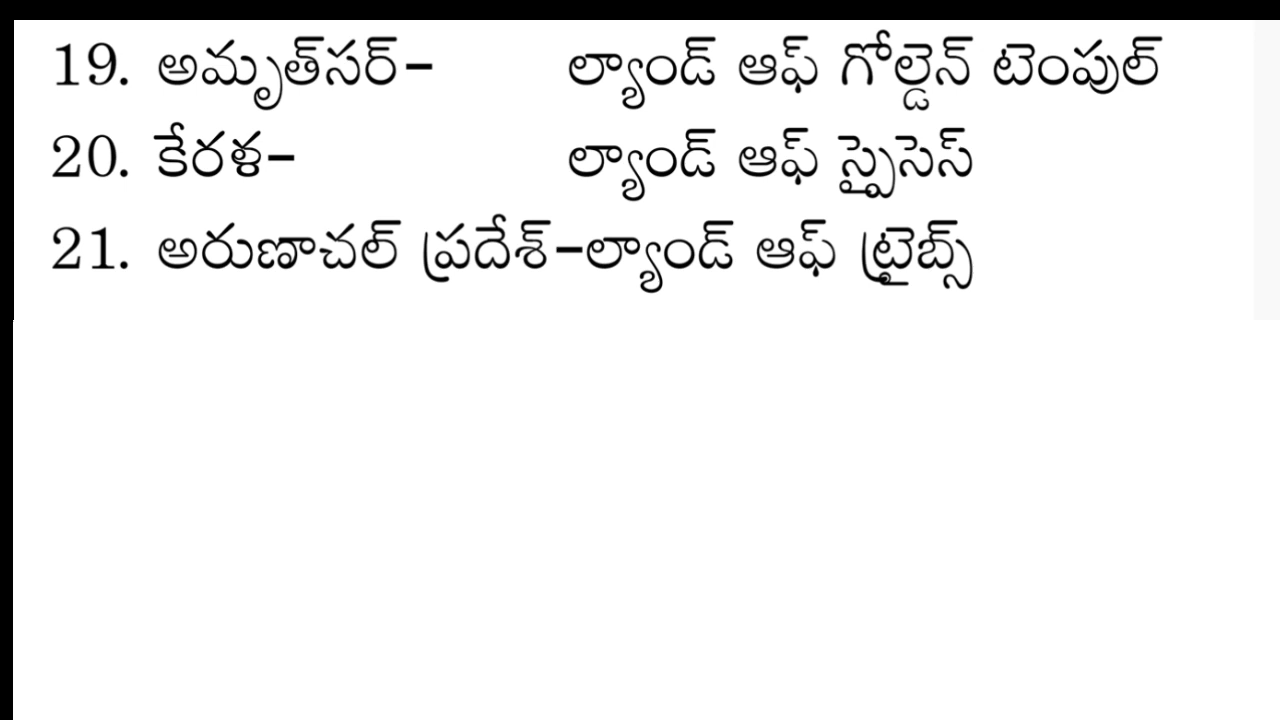 19. అమృత్‌సర్- ల్యాండ్ ఆఫ్ గోల్డెన్ టెంపుల్
20. కేరళ- ల్యాండ్ ఆఫ్ స్పైసెస్
21. అరుణాచల్ ప్రదేశ్-ల్యాండ్ ఆఫ్ ట్రైబ్స్